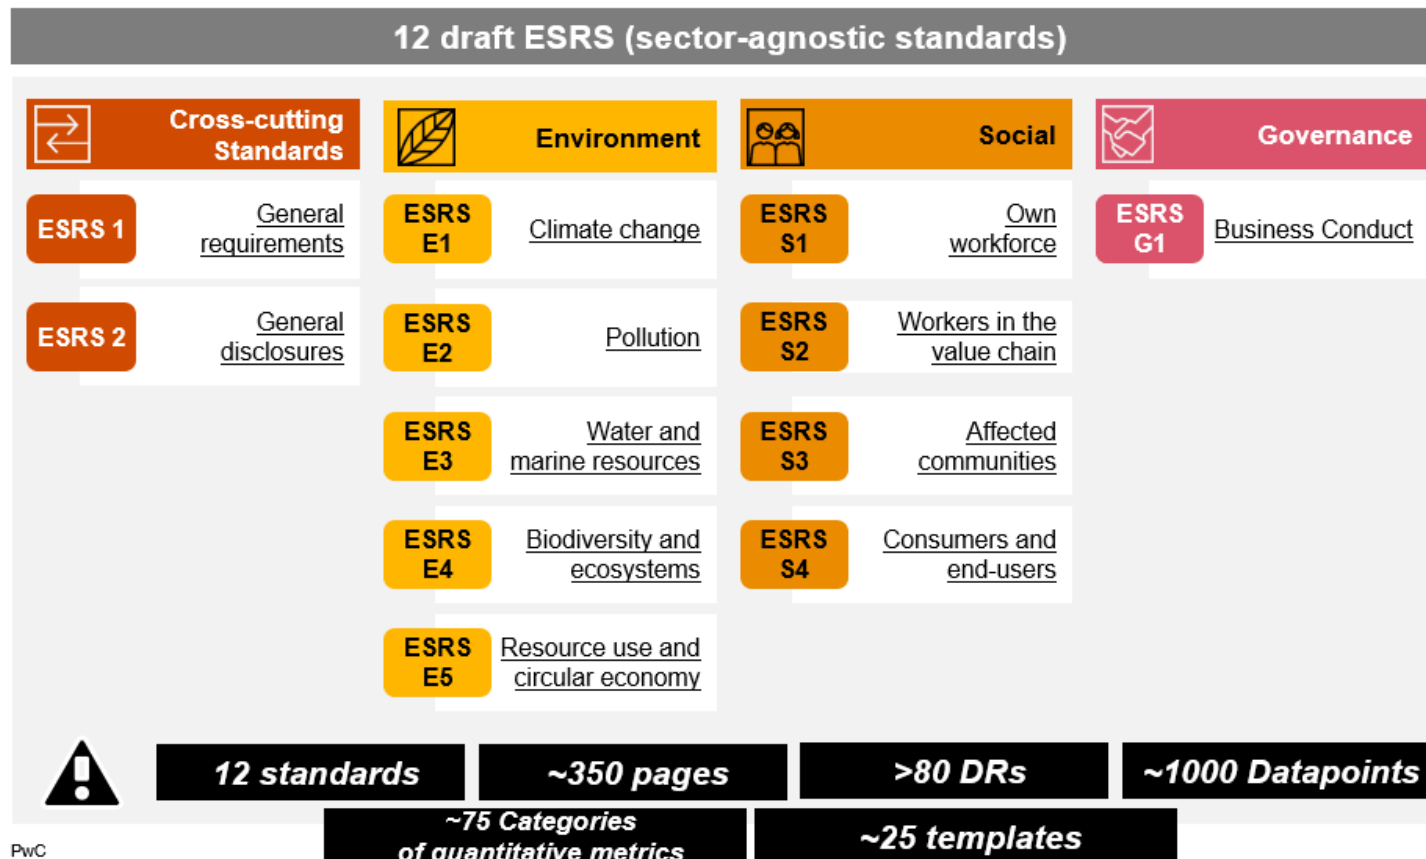 12 draft ESRS (sector-agnostic standards)
Cross-cutting
Standards
ESRS 1
General
requirements
ESRS 2
General
disclosures
Environment
ESRS
E1
Climate change
ESRS
E2
Pollution
ESRS
E3
Water and
marine resources
ESRS
E4
Biodiversity and
ecosystems
ESRS
E5
Resource use and
circular economy
Social
ESRS
S1
Own
workforce
ESRS
S2
Workers in the
value chain
ESRS
S3
Affected
communities
ESRS
S4
Consumers and
end-users
Governance
ESRS
G1
Business Conduct
12 standards
~350 pages
>80 DRs
~1000 Datapoints
~75 Categories
of quantitative metrics
~25 templates
PwC